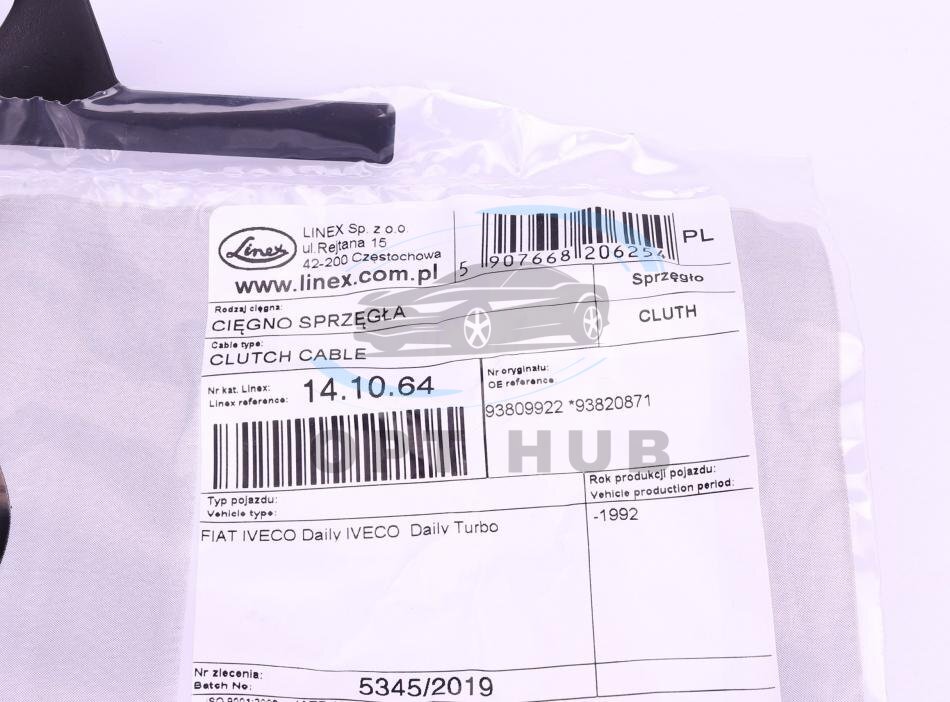 Linex
LINEX Sp. z o.o.
ul.Rejtana 15
42-200 Częstochowa
www.linex.com.pl
5 907668 206254
PL
Rodzaj cięgna:
CIĘGNO SPRZĘGŁA
Sprzęgło
Cable type:
CLUTCH CABLE
CLUTH
Nr kat. Linex:
Linex reference:
14.10.64
Nr oryginału:
OE reference:
93809922 *93820871
OPT HUB
Typ pojazdu:
Vehicle type:
Rok produkcji pojazdu:
Vehicle production period:
FIAT IVECO Daily IVECO Daily Turbo
-1992
Nr zlecenia:
Batch No:
5345/2019